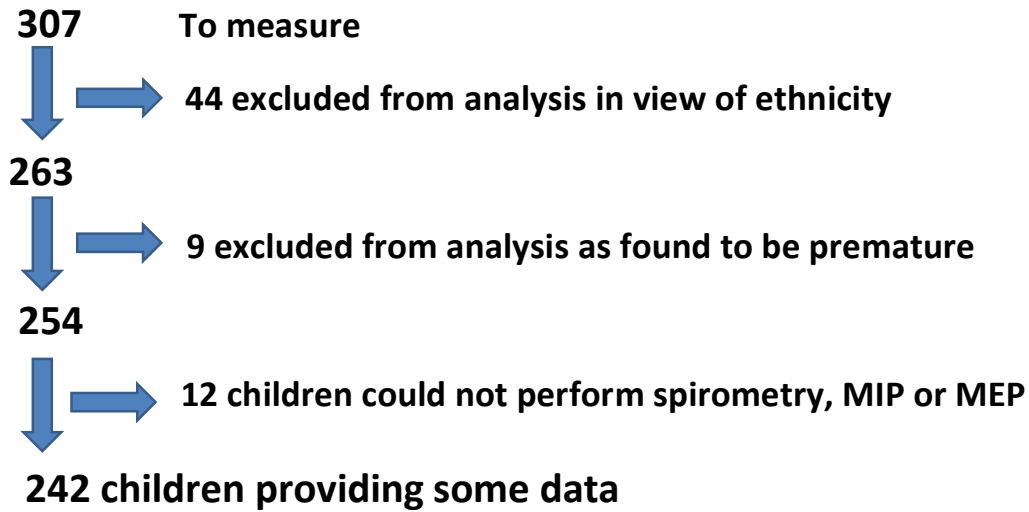 307 To measure
44 excluded from analysis in view of ethnicity
263
9 excluded from analysis as found to be premature
254
12 children could not perform spirometry, MIP or MEP
242 children providing some data